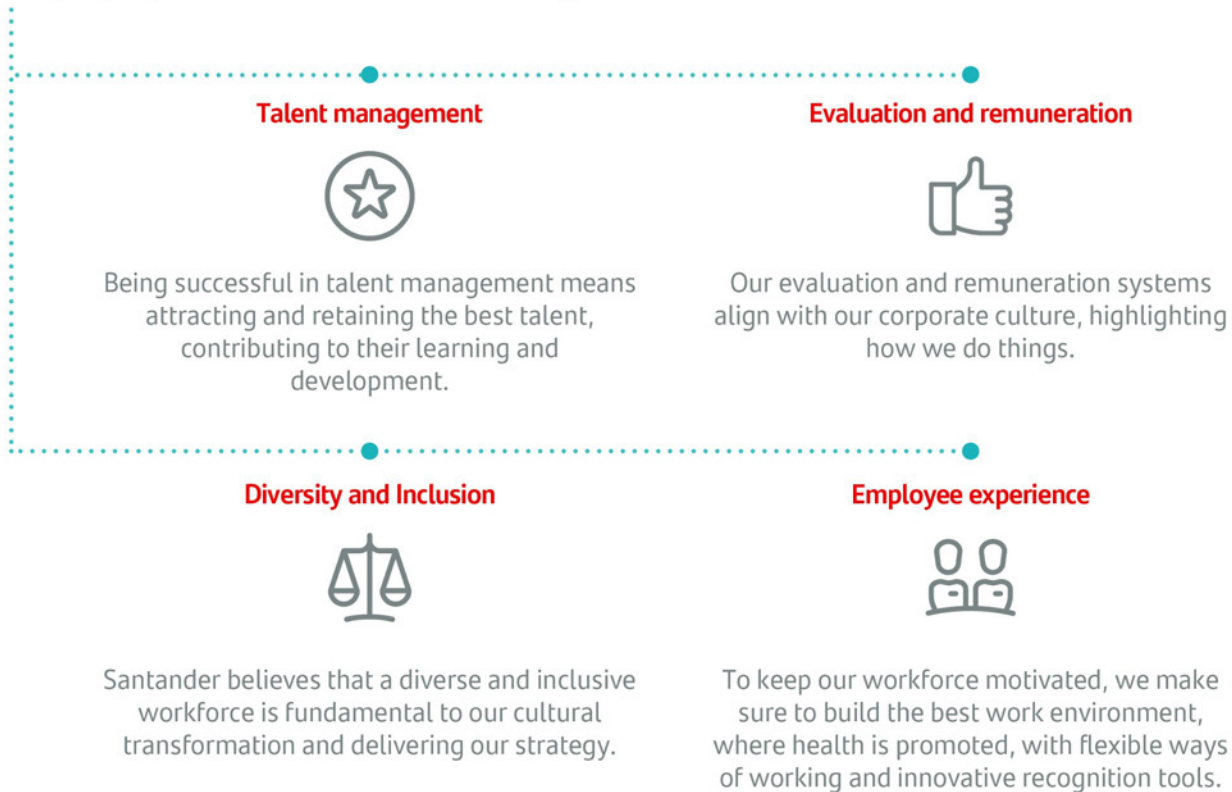 Talent management
Being successful in talent management means
attracting and retaining the best talent,
contributing to their learning and
development.
Evaluation and remuneration
Our evaluation and remuneration systems
align with our corporate culture, highlighting
how we do things.
Diversity and Inclusion
Santander believes that a diverse and inclusive
workforce is fundamental to our cultural
transformation and delivering our strategy.
Employee experience
To keep our workforce motivated, we make
sure to build the best work environment,
where health is promoted, with flexible ways
of working and innovative recognition tools.